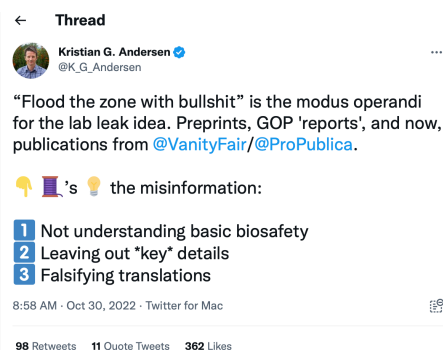 Thread
Kristian G. Andersen
@K_G_Andersen
“Flood the zone with bullshit” is the modus operandi
for the lab leak idea. Preprints, GOP 'reports', and now,
publications from @VanityFair/@ProPublica.
👇 🧵's 💡 the misinformation:
1️⃣ Not understanding basic biosafety
2️⃣ Leaving out *key* details
3️⃣ Falsifying translations
8:58 AM · Oct 30, 2022 · Twitter for Mac
98 Retweets 11 Quote Tweets 362 Likes